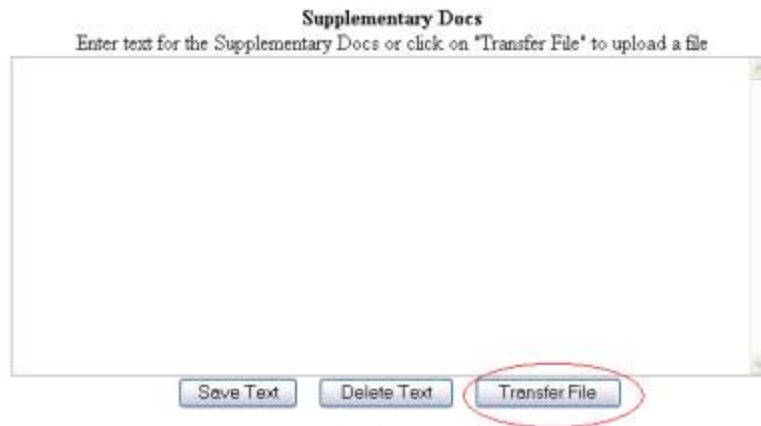 Supplementary Docs
Enter text for the Supplementary Docs or click on "Transfer File" to upload a file
Save Text Delete Text Transfer File